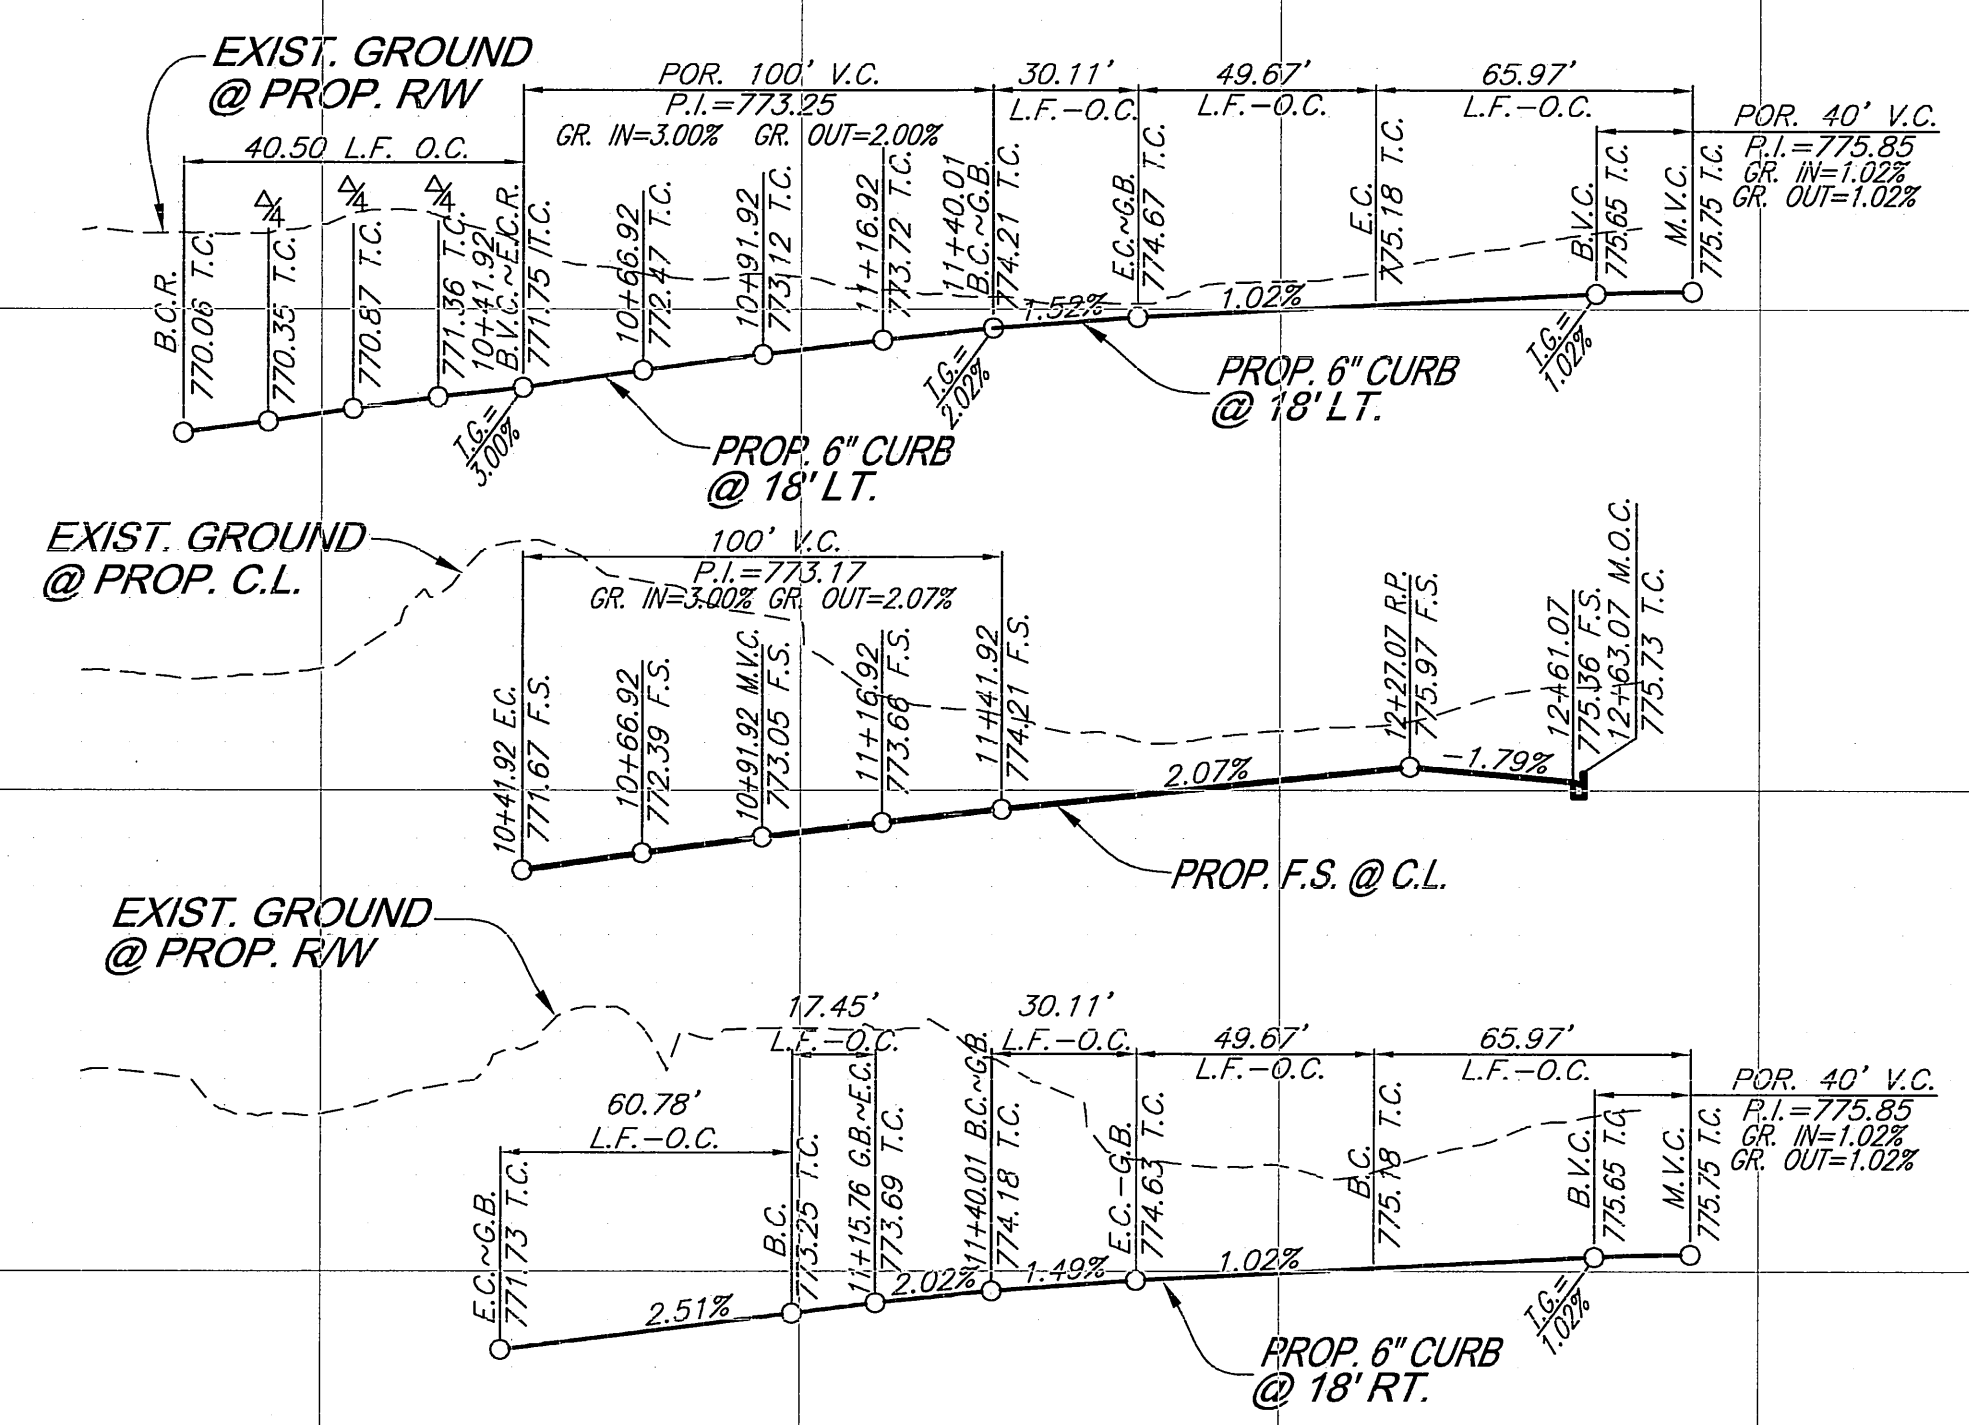 EXIST. GROUND
@ PROP. R/W
40.50 L.F. O.C.
POR. 100' V.C.
P.I.=773.25
GR. IN=3.00% GR. OUT=2.00%
30.11'
L.F.-O.C.
49.67'
L.F.-O.C.
65.97'
L.F.-O.C.
POR. 40' V.C.
P.I.=775.85
GR. IN=1.02%
GR. OUT=1.02%
B.C.R.
770.06 T.C.
Δ/4
770.35 T.C.
Δ/4
770.87 T.C.
Δ/4
771.36 T.C.
10+41.92
B.V.C.~E.C.R.
771.75 T.C.
10+66.92
772.47 T.C.
10+91.92
773.12 T.C.
11+16.92
773.72 T.C.
11+40.01
B.C.~G.B.
774.21 T.C.
E.C.~G.B.
774.67 T.C.
E.C.
775.18 T.C.
B.V.C.
775.65 T.C.
M.V.C.
775.75 T.C.
1.52%
1.02%
T.G.=
3.00%
T.G.=
2.02%
T.G.=
1.02%
PROP. 6" CURB
@ 18' LT.
PROP. 6" CURB
@ 18' LT.
EXIST. GROUND
@ PROP. C.L.
100' V.C.
P.I.=773.17
GR. IN=3.00% GR. OUT=2.07%
10+41.92 E.C.
771.67 F.S.
10+66.92
772.39 F.S.
10+91.92 M.V.C.
773.05 F.S.
11+16.92
773.66 F.S.
11+41.92
774.21 F.S.
12+27.07 R.P.
775.97 F.S.
12+61.07
775.36 F.S.
12+63.07 M.O.C.
775.73 T.C.
2.07%
-1.79%
PROP. F.S. @ C.L.
EXIST. GROUND
@ PROP. R/W
60.78'
L.F.-O.C.
17.45'
L.F.-O.C.
30.11'
L.F.-O.C.
49.67'
L.F.-O.C.
65.97'
L.F.-O.C.
POR. 40' V.C.
P.I.=775.85
GR. IN=1.02%
GR. OUT=1.02%
E.C.~G.B.
771.73 T.C.
B.C.
773.25 T.C.
11+15.76 G.B.~E.C.
773.69 T.C.
11+40.01 B.C.~G.B.
774.18 T.C.
E.C.-G.B.
774.63 T.C.
B.C.
775.18 T.C.
B.V.C.
775.65 T.C.
M.V.C.
775.75 T.C.
2.51%
2.02%
1.49%
1.02%
T.G.=
1.02%
PROP. 6" CURB
@ 18' RT.